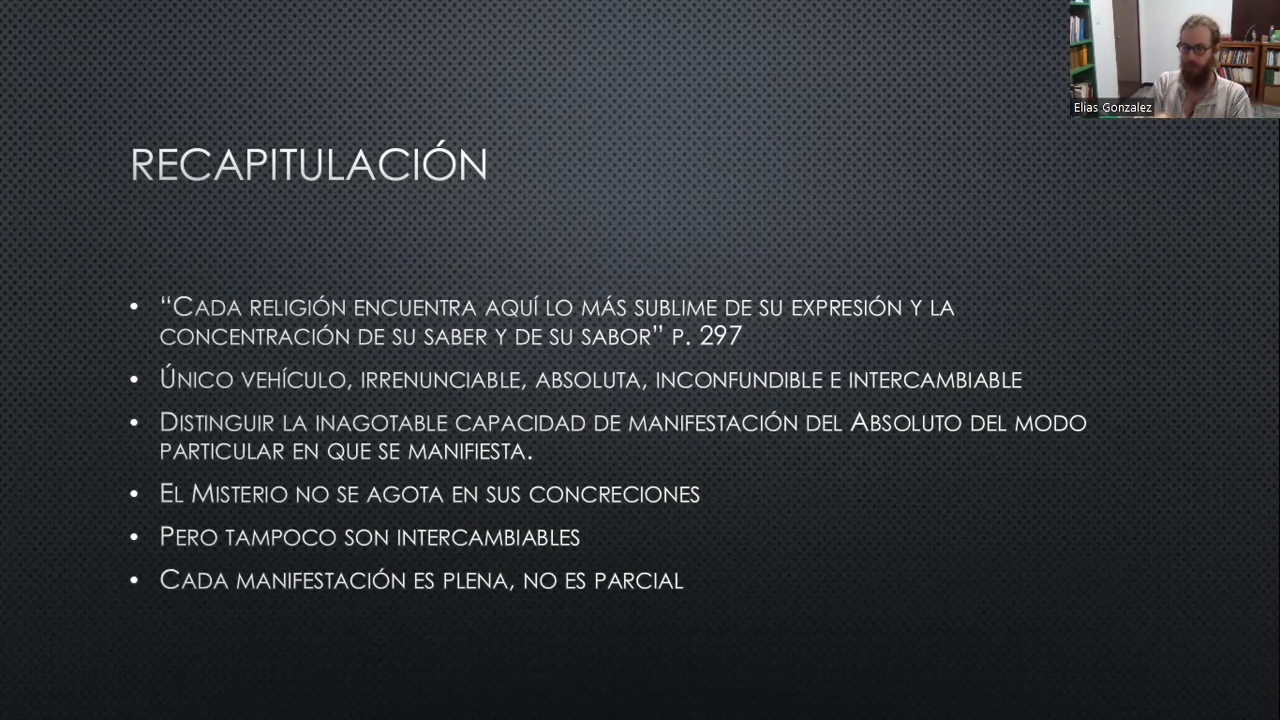 Elias Gonzalez
RECAPITULACIÓN
• “CADA RELIGIÓN ENCUENTRA AQUÍ LO MÁS SUBLIME DE SU EXPRESIÓN Y LA
CONCENTRACIÓN DE SU SABER Y DE SU SABOR” P. 297
• ÚNICO VEHÍCULO, IRRENUNCIABLE, ABSOLUTA, INCONFUNDIBLE E INTERCAMBIABLE
• DISTINGUIR LA INAGOTABLE CAPACIDAD DE MANIFESTACIÓN DEL ABSOLUTO DEL MODO
PARTICULAR EN QUE SE MANIFIESTA.
• EL MISTERIO NO SE AGOTA EN SUS CONCRECIONES
• PERO TAMPOCO SON INTERCAMBIABLES
• CADA MANIFESTACIÓN ES PLENA, NO ES PARCIAL